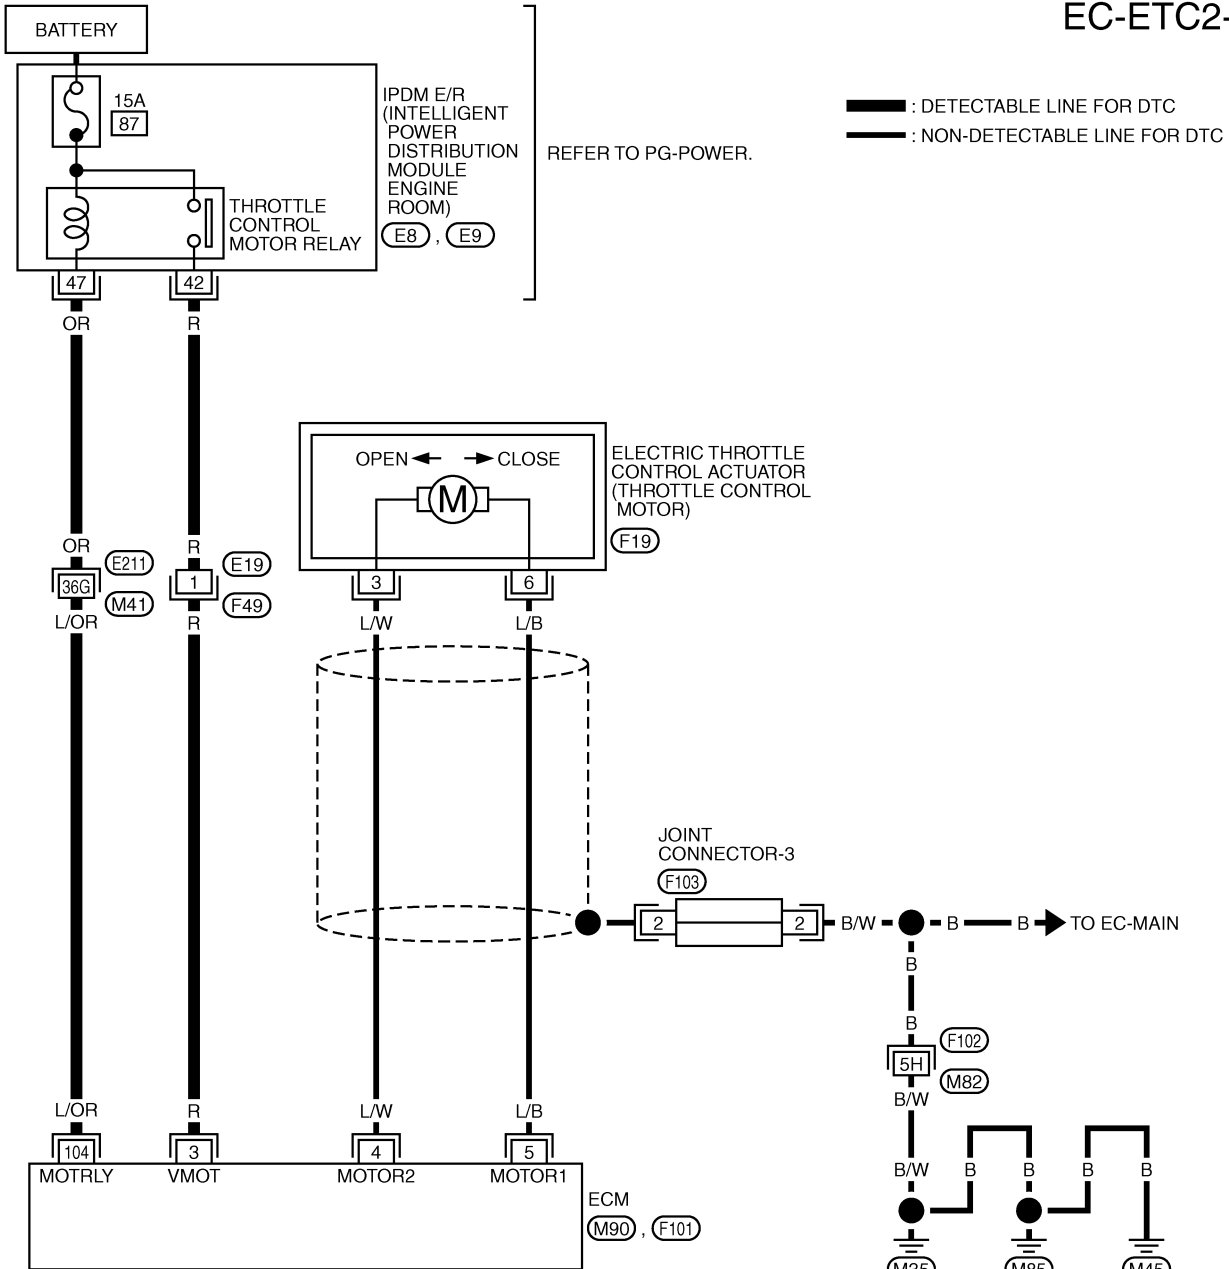 EC-ETC2-
BATTERY
15A
87
IPDM E/R
(INTELLIGENT
POWER
DISTRIBUTION
MODULE
ENGINE
ROOM)
E8 , E9
REFER TO PG-POWER.
: DETECTABLE LINE FOR DTC
: NON-DETECTABLE LINE FOR DTC
THROTTLE
CONTROL
MOTOR RELAY
47
42
OR
R
OPEN
CLOSE
M
ELECTRIC THROTTLE
CONTROL ACTUATOR
(THROTTLE CONTROL
MOTOR)
F19
OR
R
E211
E19
36G
1
3
6
M41
F49
L/OR
R
L/W
L/B
JOINT
CONNECTOR-3
F103
2
2
B/W
B
B
TO EC-MAIN
B
B
F102
5H
M82
B/W
L/OR
R
L/W
L/B
104
3
4
5
MOTRLY
VMOT
MOTOR2
MOTOR1
B/W
B
B
B
B
ECM
M90 , F101
M35
M85
M45